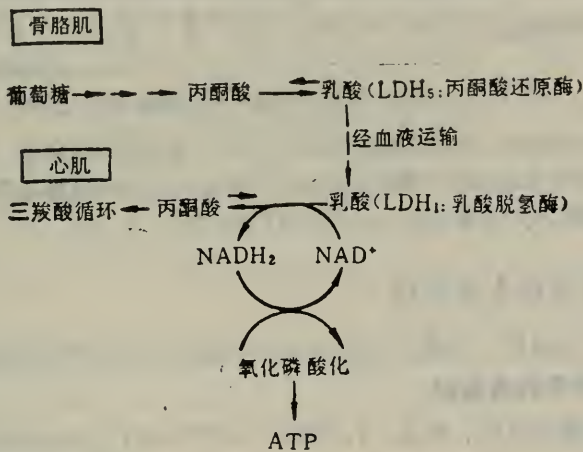 骨胳肌
葡萄糖 丙酮酸 乳酸(LDH₅:丙酮酸还原酶)
经血液运输
心肌
三羧酸循环 丙酮酸 乳酸(LDH₁:乳酸脱氢酶)
NADH₂ NAD⁺
氧化磷酸化
ATP